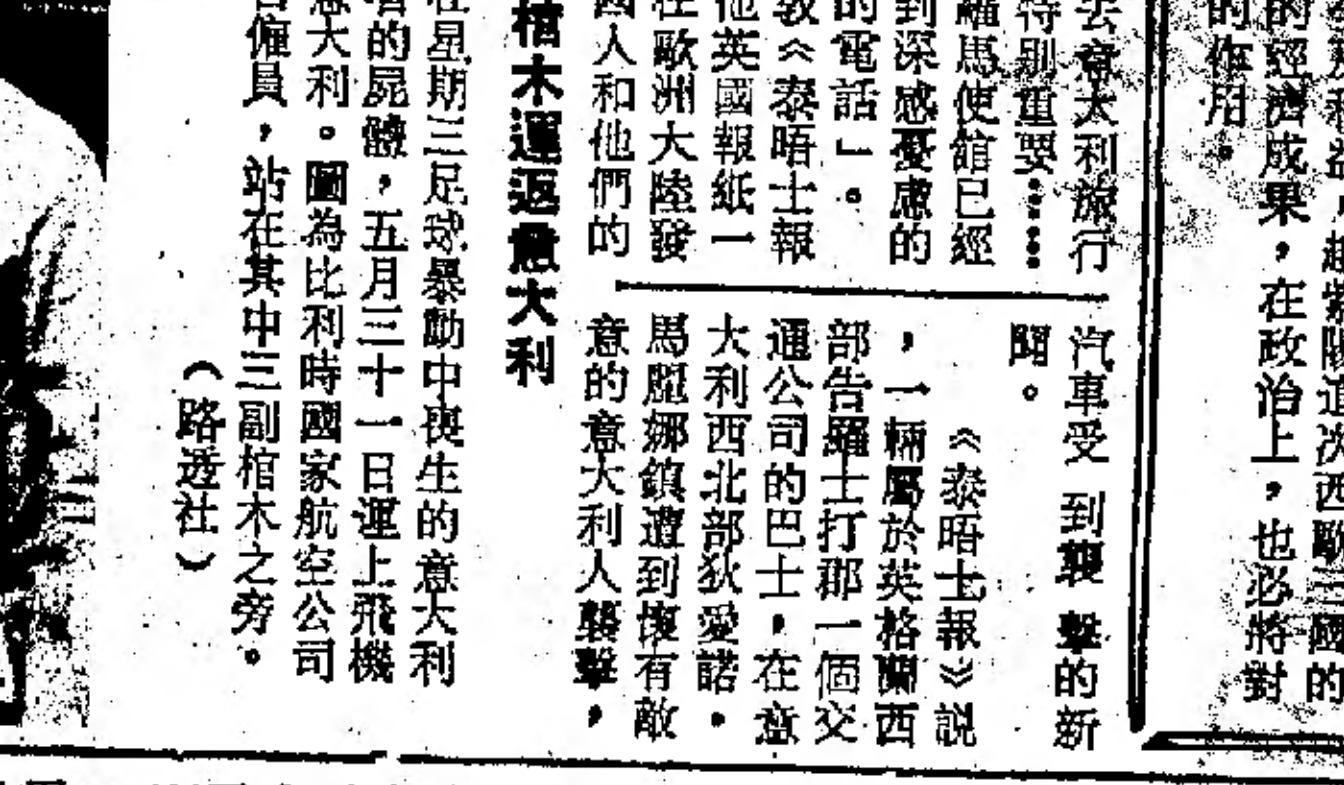 的經濟成果，在政治上，也必將對
的作用。
去意大利旅行
特別重要……
羅馬使館已經
到深感憂慮的
的電話」。
敦《泰晤士報
他英國報紙一
在歐洲大陸發
國人和他們的
汽車受到襲擊的新
聞。
《泰晤士報》説
，一輛屬於英格蘭西
部告羅士打郡一個交
通公司的巴士，在意
大利西北部狄愛諾．
馬麗娜鎮遭到懷有敵
意的意大利人襲擊，
棺木運返意大利
在星期三足球暴動中喪生的意大利
的屍體，五月三十一日運上飛機
意大利。圖為比利時國家航空公司
僱員，站在其中三副棺木之旁。
（路透社）